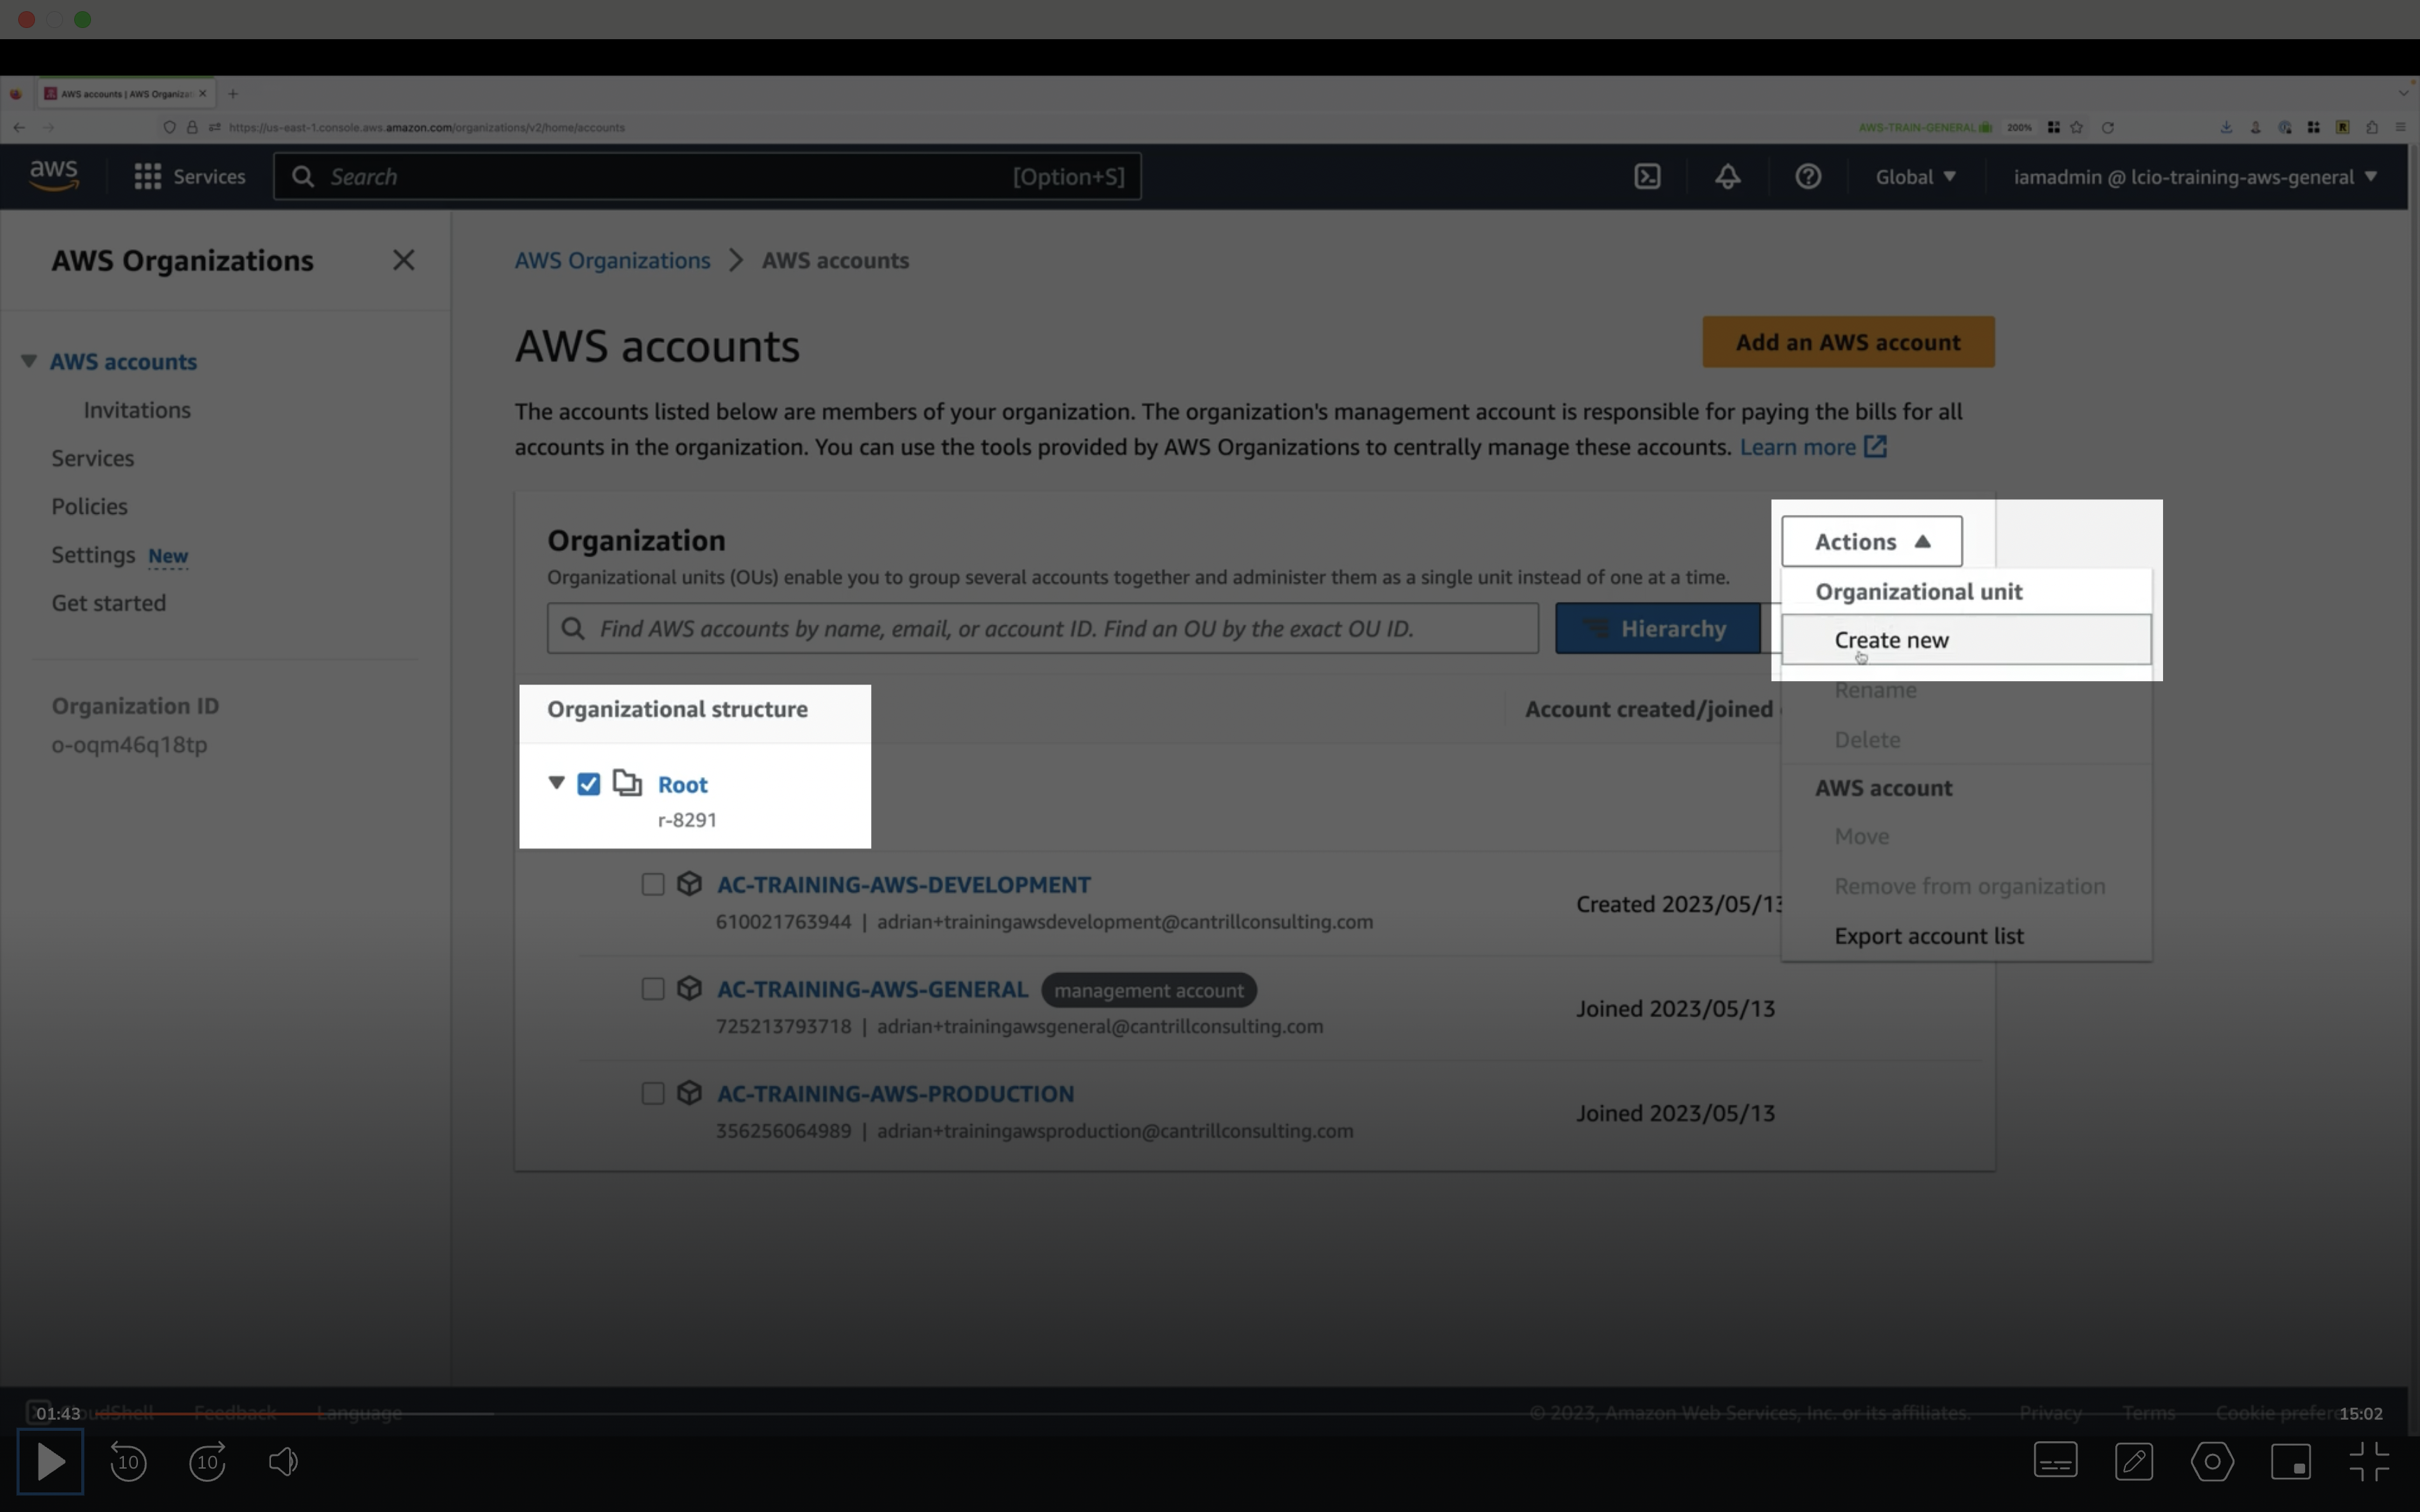 AWS accounts | AWS Organizat
https://us-east-1.console.aws.amazon.com/organizations/v2/home/accounts
AWS-TRAIN-GENERAL
200%
aws
Services
Search
[Option+S]
Global
iamadmin @ lcio-training-aws-general
AWS Organizations
AWS accounts
Invitations
Services
Policies
Settings New
Get started
Organization ID
o-oqm46q18tp
AWS Organizations > AWS accounts
AWS accounts
Add an AWS account
The accounts listed below are members of your organization. The organization's management account is responsible for paying the bills for all
accounts in the organization. You can use the tools provided by AWS Organizations to centrally manage these accounts. Learn more
Organization
Organizational units (OUs) enable you to group several accounts together and administer them as a single unit instead of one at a time.
Find AWS accounts by name, email, or account ID. Find an OU by the exact OU ID.
Hierarchy
Actions
Organizational unit
Create new
Rename
Delete
AWS account
Move
Remove from organization
Export account list
Organizational structure
Account created/joined
Root
r-8291
AC-TRAINING-AWS-DEVELOPMENT
610021763944 | adrian+trainingawsdevelopment@cantrillconsulting.com
Created 2023/05/13
AC-TRAINING-AWS-GENERAL management account
725213793718 | adrian+trainingawsgeneral@cantrillconsulting.com
Joined 2023/05/13
AC-TRAINING-AWS-PRODUCTION
356256064989 | adrian+trainingawsproduction@cantrillconsulting.com
Joined 2023/05/13
01:43
Feedback
Language
© 2023, Amazon Web Services, Inc. or its affiliates.
Privacy
Terms
Cookie
15:02
10
10